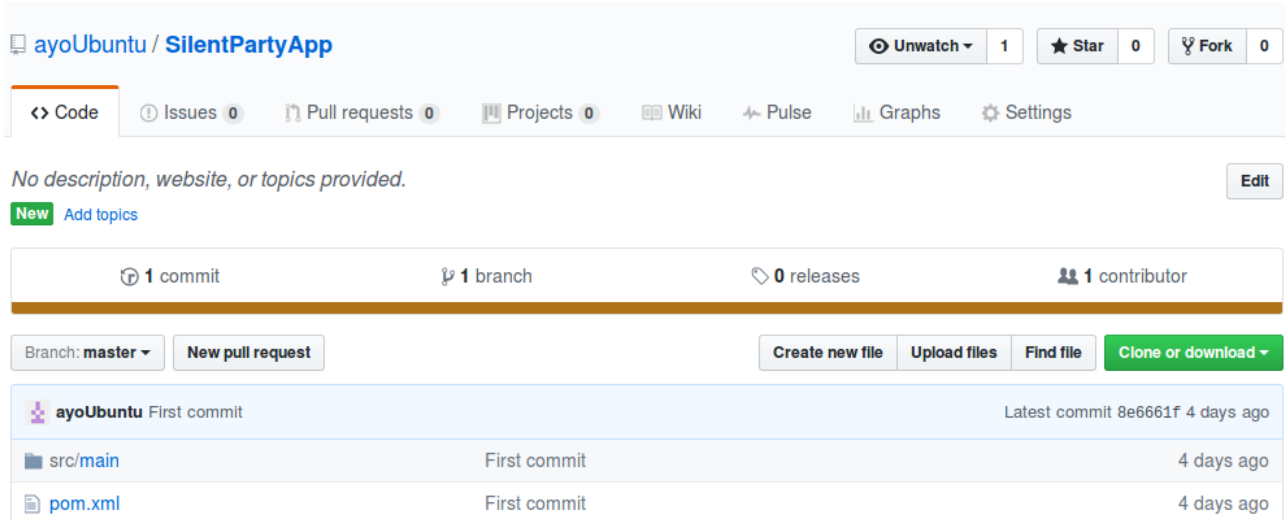 ayoUbuntu / SilentPartyApp Unwatch 1 Star 0 Fork 0
Code Issues 0 Pull requests 0 Projects 0 Wiki Pulse Graphs Settings
No description, website, or topics provided. Edit
New Add topics
1 commit 1 branch 0 releases 1 contributor
Branch: master New pull request Create new file Upload files Find file Clone or download
ayoUbuntu First commit Latest commit 8e6661f 4 days ago
src/main First commit 4 days ago
pom.xml First commit 4 days ago